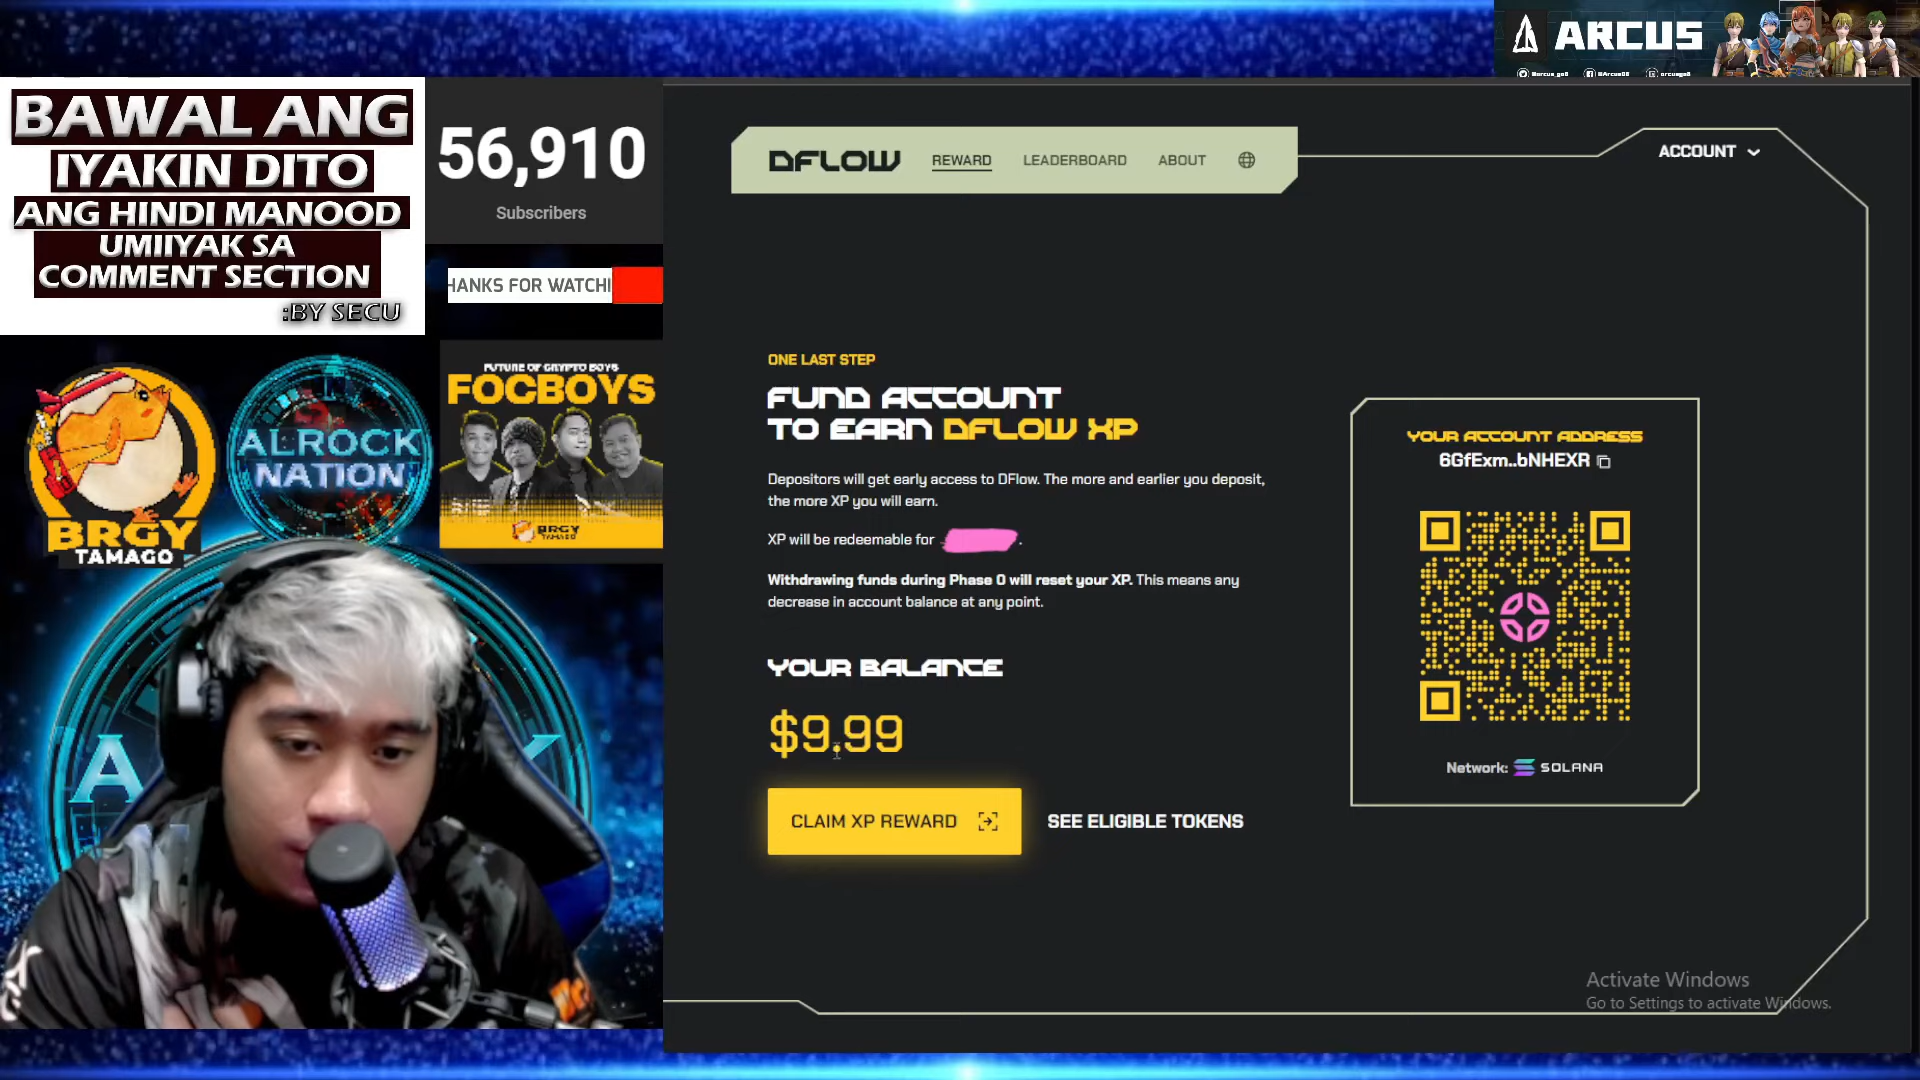 ARCUS
BAWAL ANG
IYAKIN DITO
ANG HINDI MANOOD
UMIIYAK SA
COMMENT SECTION
:BY SECU
56,910
Subscribers
HANKS FOR WATCHI
BRGY
TAMAGO
ALROCK
NATION
FUTURE OF CRYPTO BOYS
FOCBOYS
BRGY
TAMAGO
DFLOW
REWARD
LEADERBOARD
ABOUT
ACCOUNT
ONE LAST STEP
FUND ACCOUNT
TO EARN DFLOW XP
Depositors will get early access to DFlow. The more and earlier you deposit,
the more XP you will earn.
XP will be redeemable for .
Withdrawing funds during Phase 0 will reset your XP. This means any
decrease in account balance at any point.
YOUR BALANCE
$9.99
CLAIM XP REWARD
SEE ELIGIBLE TOKENS
YOUR ACCOUNT ADDRESS
6GfExm..bNHEXR
Network: SOLANA
Activate Windows
Go to Settings to activate Windows.